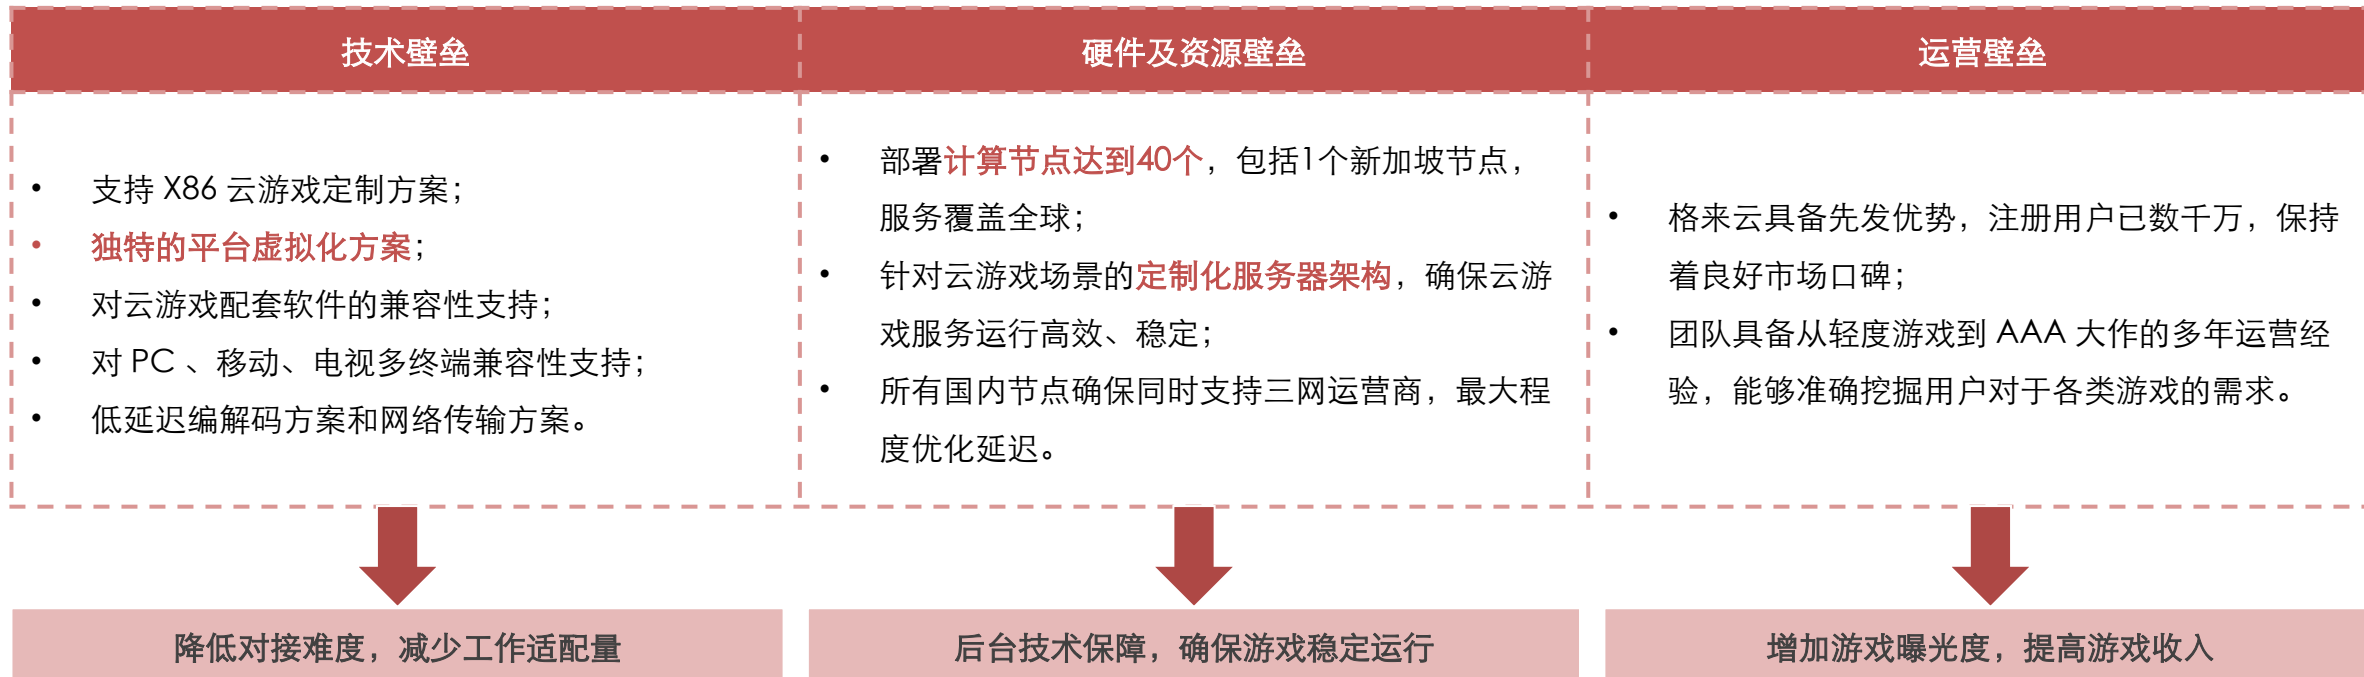 技术壁垒
硬件及资源壁垒
运营壁垒
• 支持 X86 云游戏定制方案；
• 独特的平台虚拟化方案；
• 对云游戏配套软件的兼容性支持；
• 对 PC 、移动、电视多终端兼容性支持；
• 低延迟编解码方案和网络传输方案。
• 部署计算节点达到40个，包括1个新加坡节点，
服务覆盖全球；
• 针对云游戏场景的定制化服务器架构，确保云游
戏服务运行高效、稳定；
• 所有国内节点确保同时支持三网运营商，最大程
度优化延迟。
• 格来云具备先发优势，注册用户已数千万，保持
着良好市场口碑；
• 团队具备从轻度游戏到 AAA 大作的多年运营经
验，能够准确挖掘用户对于各类游戏的需求。
降低对接难度，减少工作适配量
后台技术保障，确保游戏稳定运行
增加游戏曝光度，提高游戏收入